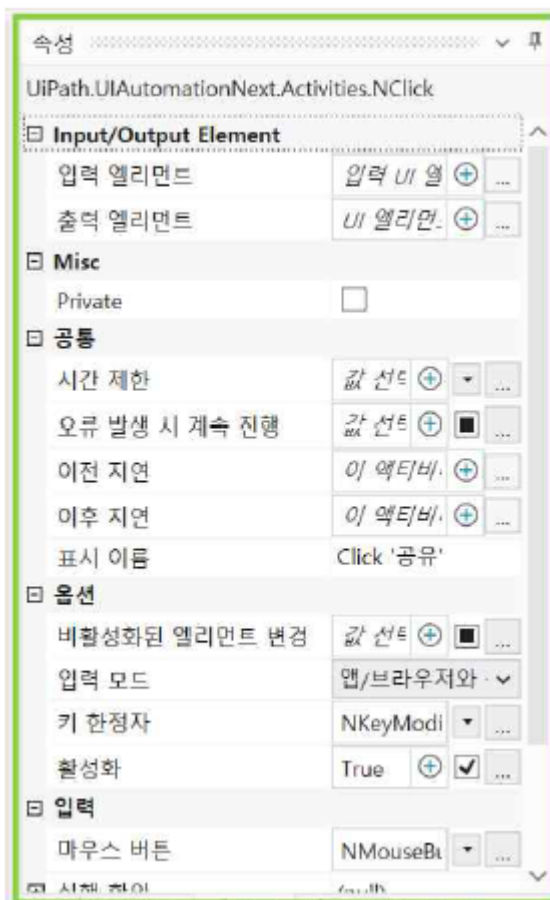 속성
UiPath.UIAutomationNext.Activities.NClick
Input/Output Element
입력 엘리먼트 입력 UI 엘 ...
출력 엘리먼트 UI 엘리먼. ...
Misc
Private
공통
시간 제한 값 선 ...
오류 발생 시 계속 진행 값 선 ...
이전 지연 이 액티비 ...
이후 지연 이 액티비 ...
표시 이름 Click '공유'
옵션
비활성화된 엘리먼트 변경 값 선 ...
입력 모드 앱/브라우저와
키 한정자 NKeyModi ...
활성화 True ...
입력
마우스 버튼 NMouseBu ...